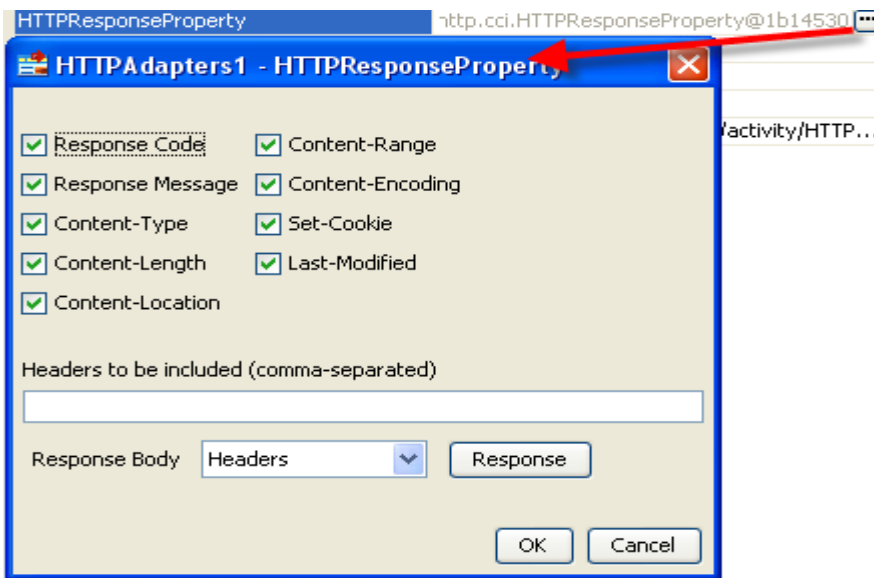 HTTPResponseProperty http.cci.HTTPResponseProperty@1b14530
HTTPAdapters1 - HTTPResponseProperty
/activity/HTTP...
Response Code Content-Range
Response Message Content-Encoding
Content-Type Set-Cookie
Content-Length Last-Modified
Content-Location
Headers to be included (comma-separated)
Response Body Headers Response
OK Cancel